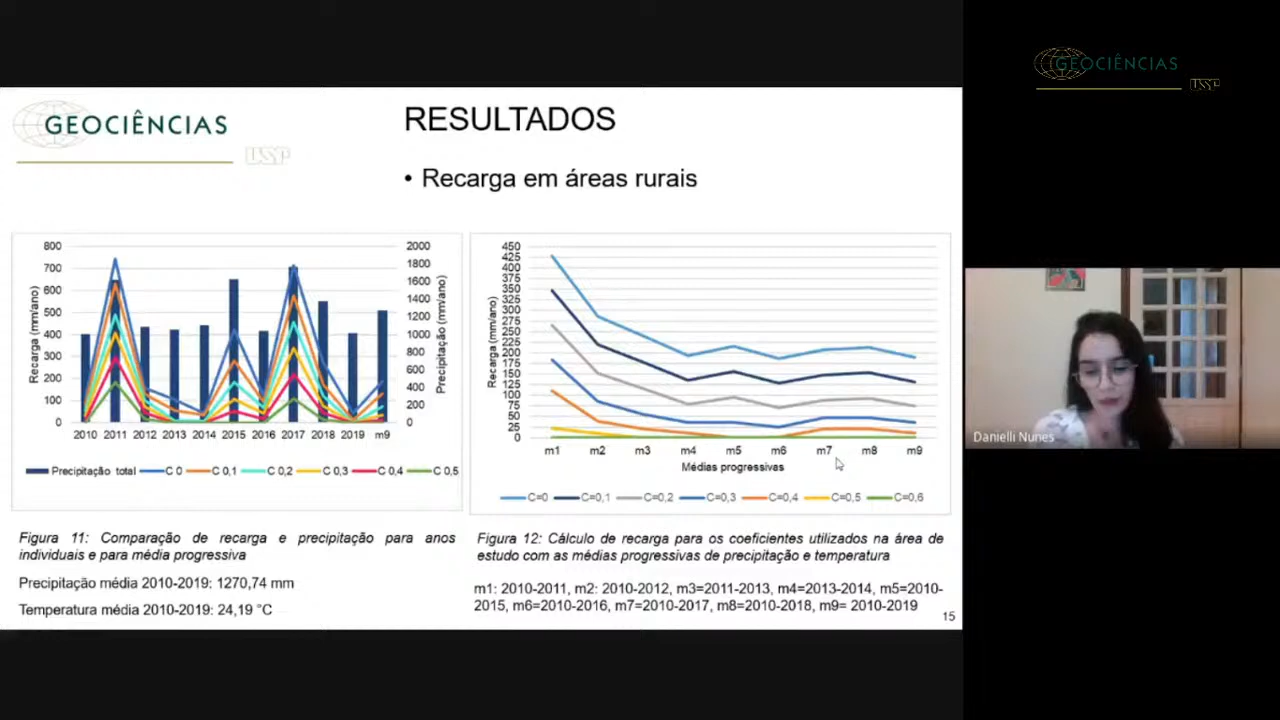 GEOCIÊNCIAS
USP
RESULTADOS
• Recarga em áreas rurais
800
700
600
500
400
300
200
100
0
Recarga (mm/ano)
2000
1800
1600
1400
1200
1000
800
600
400
200
0
Precipitação (mm/ano)
2010 2011 2012 2013 2014 2015 2016 2017 2018 2019 m9
Precipitação total C 0 C 0,1 C 0,2 C 0,3 C 0,4 C 0,5
450
425
400
375
350
325
300
275
250
225
200
175
150
125
100
75
50
25
0
Recarga (mm/ano)
m1 m2 m3 m4 m5 m6 m7 m8 m9
Médias progressivas
C=0 C=0,1 C=0,2 C=0,3 C=0,4 C=0,5 C=0,6
Figura 11: Comparação de recarga e precipitação para anos
individuais e para média progressiva
Precipitação média 2010-2019: 1270,74 mm
Temperatura média 2010-2019: 24,19 °C
Figura 12: Cálculo de recarga para os coeficientes utilizados na área de
estudo com as médias progressivas de precipitação e temperatura
m1: 2010-2011, m2: 2010-2012, m3=2011-2013, m4=2013-2014, m5=2010-
2015, m6=2010-2016, m7=2010-2017, m8=2010-2018, m9= 2010-2019
15
GEOCIÊNCIAS
USP
Danielli Nunes